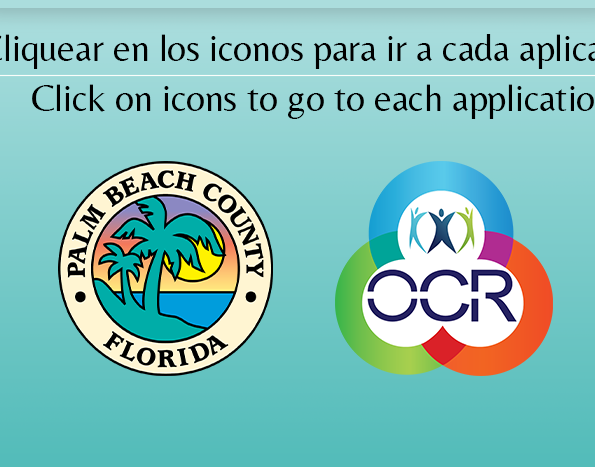 Cliquear en los iconos para ir a cada aplica
Click on icons to go to each applicatio
PALM BEACH COUNTY
FLORIDA
OCR